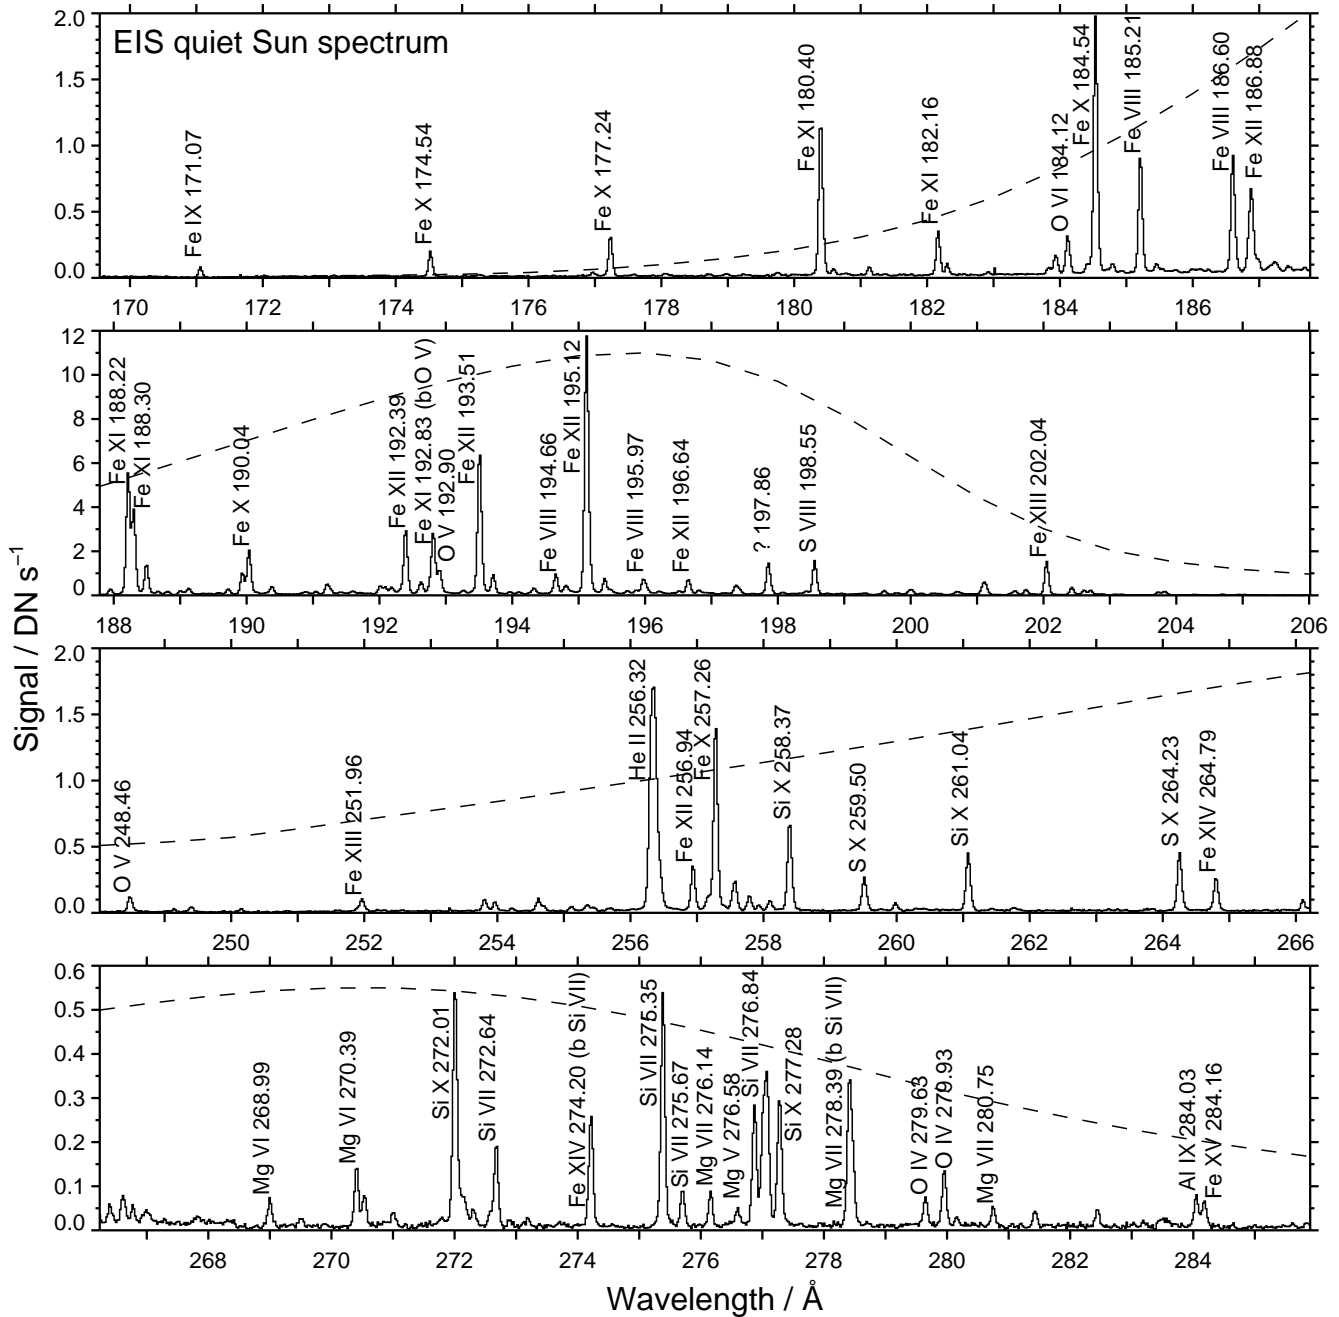 EIS quiet Sun spectrum
Signal / DN s⁻¹
2.0
1.5
1.0
0.5
0.0
Fe IX 171.07
Fe X 174.54
Fe X 177.24
Fe XI 180.40
Fe XI 182.16
O VI 184.12
Fe X 184.54
Fe VIII 185.21
Fe VIII 186.60
Fe XII 186.88
170 172 174 176 178 180 182 184 186
12
10
8
6
4
2
0
Fe XI 188.22
Fe XI 188.30
Fe X 190.04
Fe XII 192.39
Fe XI 192.83 (b\O V)
O V 192.90
Fe XII 193.51
Fe VIII 194.66
Fe XII 195.12
Fe VIII 195.97
Fe XII 196.64
? 197.86
S VIII 198.55
Fe XIII 202.04
188 190 192 194 196 198 200 202 204 206
2.0
1.5
1.0
0.5
0.0
O V 248.46
Fe XIII 251.96
He II 256.32
Fe XII 256.94
Fe X 257.26
Si X 258.37
S X 259.50
Si X 261.04
S X 264.23
Fe XIV 264.79
250 252 254 256 258 260 262 264 266
0.6
0.5
0.4
0.3
0.2
0.1
0.0
Mg VI 268.99
Mg VI 270.39
Si X 272.01
Si VII 272.64
Fe XIV 274.20 (b Si VII)
Si VII 275.35
Si VII 275.67
Mg VII 276.14
Mg V 276.58
Si VII 276.84
Si X 277.28
Mg VII 278.39 (b Si VII)
O IV 279.63
O IV 279.93
Mg VII 280.75
Al IX 284.03
Fe XV 284.16
268 270 272 274 276 278 280 282 284
Wavelength / Å